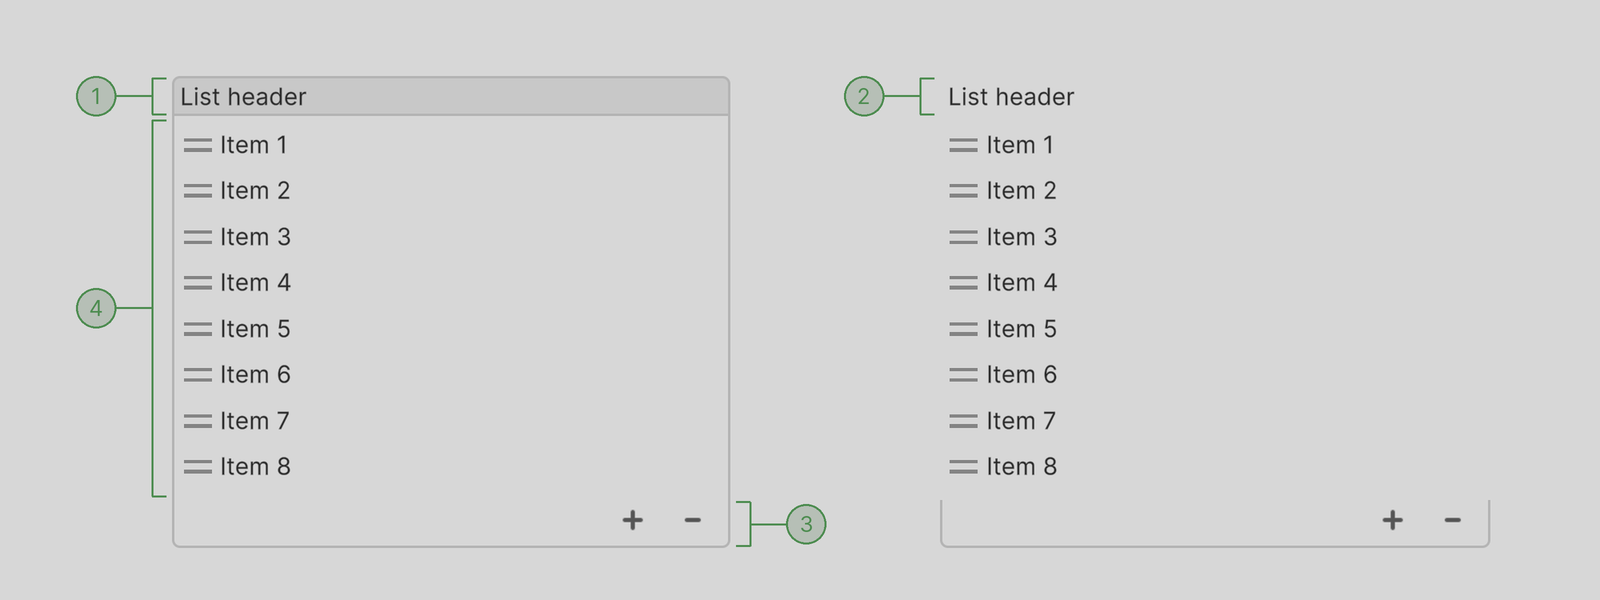 1
List header
Item 1
Item 2
Item 3
Item 4
Item 5
Item 6
Item 7
Item 8
4
+ −
3
2
List header
Item 1
Item 2
Item 3
Item 4
Item 5
Item 6
Item 7
Item 8
+ −